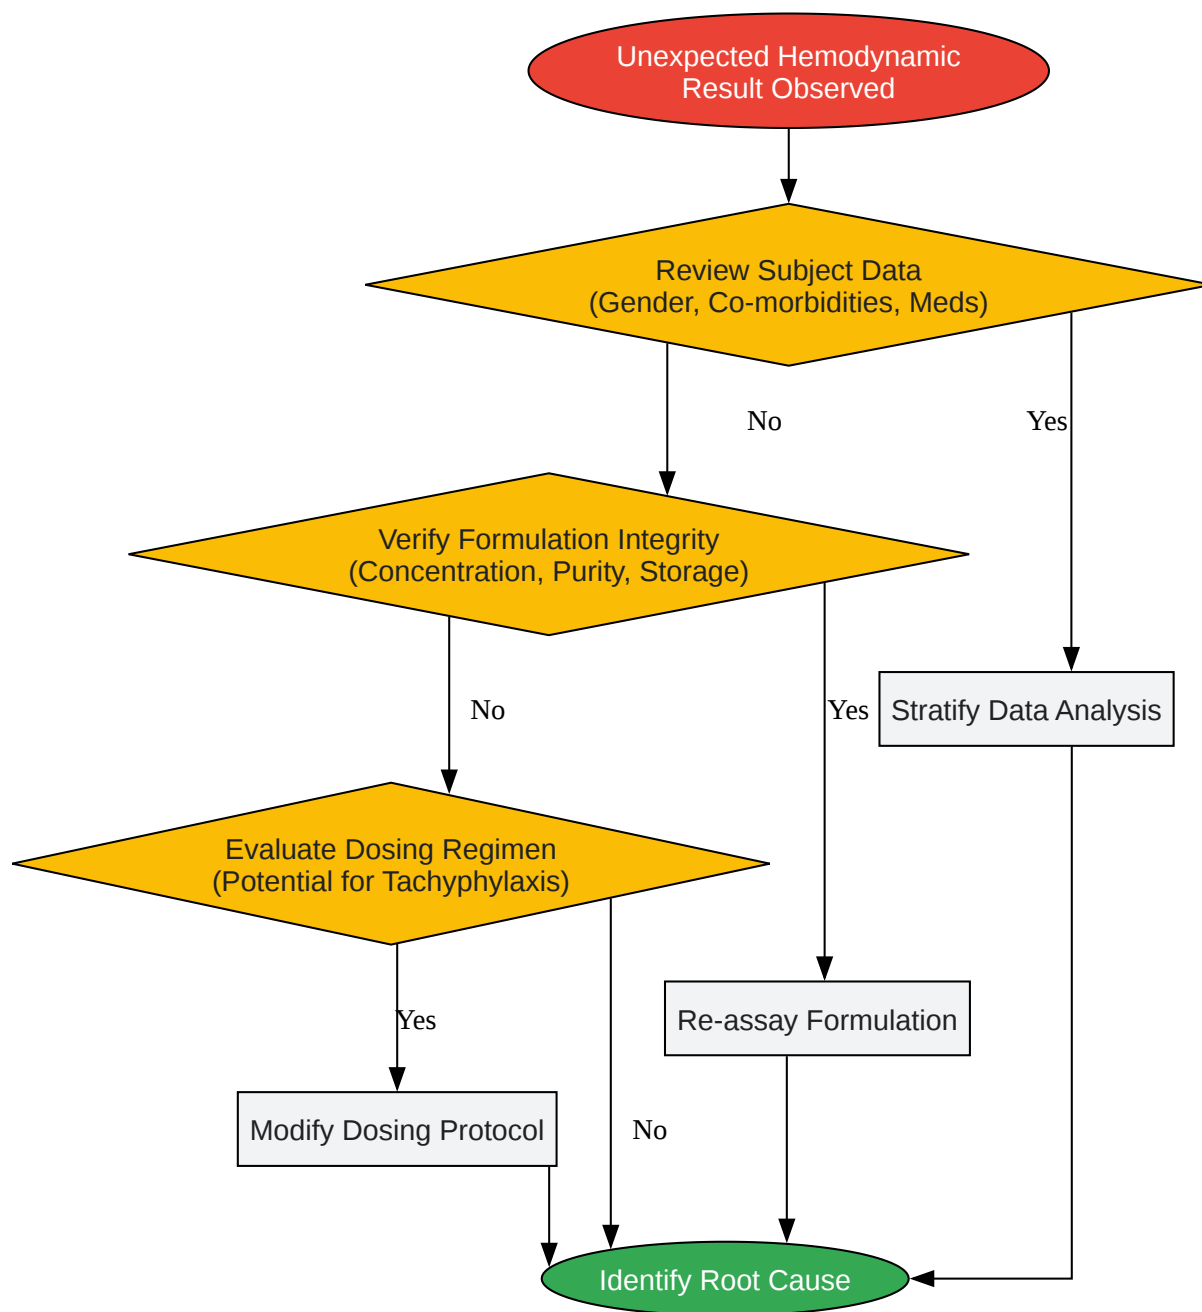 Unexpected Hemodynamic
Result Observed
Review Subject Data
(Gender, Co-morbidities, Meds)
No
Yes
Verify Formulation Integrity
(Concentration, Purity, Storage)
No
Yes
Stratify Data Analysis
Evaluate Dosing Regimen
(Potential for Tachyphylaxis)
Yes
Re-assay Formulation
Modify Dosing Protocol
No
Identify Root Cause